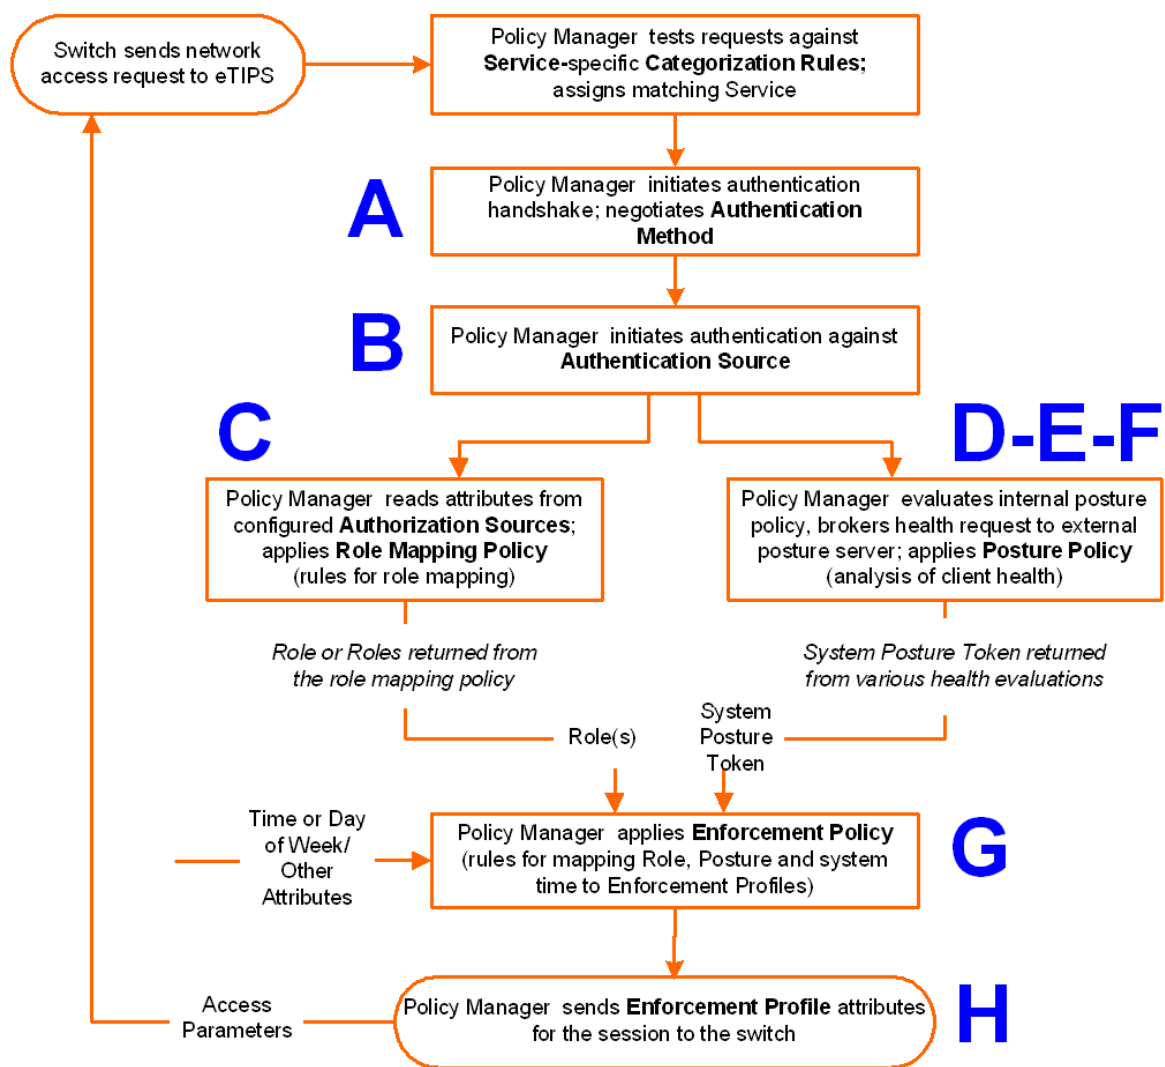 Switch sends network
access request to eTIPS
Policy Manager tests requests against
Service-specific Categorization Rules;
assigns matching Service
A
Policy Manager initiates authentication
handshake; negotiates Authentication
Method
B
Policy Manager initiates authentication against
Authentication Source
C
D-E-F
Policy Manager reads attributes from
configured Authorization Sources;
applies Role Mapping Policy
(rules for role mapping)
Policy Manager evaluates internal posture
policy, brokers health request to external
posture server; applies Posture Policy
(analysis of client health)
Role or Roles returned from
the role mapping policy
System Posture Token returned
from various health evaluations
Role(s)
System
Posture
Token
Time or Day
of Week/
Other
Attributes
Policy Manager applies Enforcement Policy
(rules for mapping Role, Posture and system
time to Enforcement Profiles)
G
Access
Parameters
Policy Manager sends Enforcement Profile attributes
for the session to the switch
H